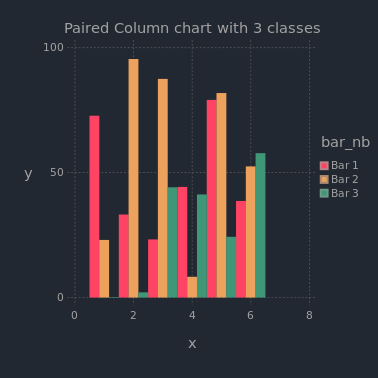 Paired Column chart with 3 classes
100
50
0
y
0 2 4 6 8
x
bar_nb
Bar 1
Bar 2
Bar 3